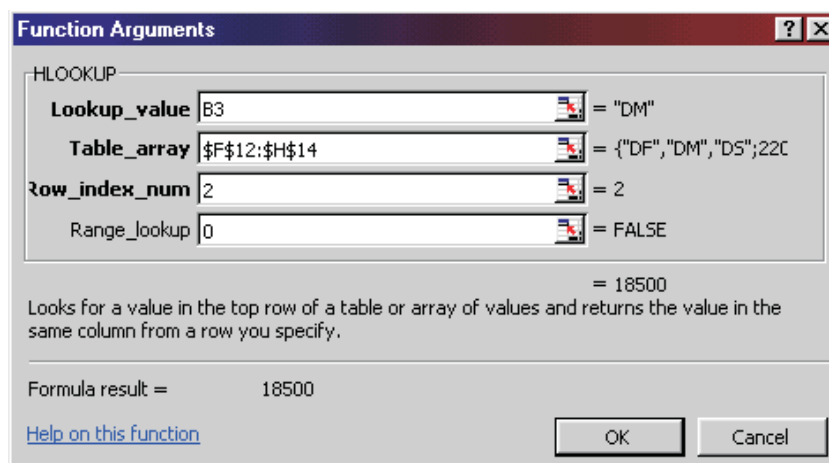 Function Arguments
HLOOKUP
Lookup_value B3 = "DM"
Table_array $F$12:$H$14 = {"DF","DM","DS";220
Row_index_num 2 = 2
Range_lookup 0 = FALSE
= 18500
Looks for a value in the top row of a table or array of values and returns the value in the
same column from a row you specify.
Formula result = 18500
Help on this function
OK Cancel